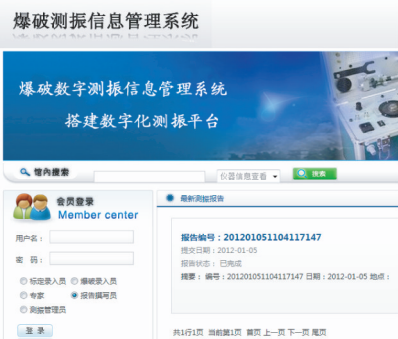 爆破测振信息管理系统
爆破数字测振信息管理系统
搭建数字化测振平台
馆内搜索
仪器信息查看
搜索
会员登录
Member center
最新测振报告
用户名：
密 码：
标定录入员 爆破录入员
专家 报告撰写员
测振管理员
登 录
报告编号：201201051104117147
提交日期：2012-01-05
报告状态： 已完成
摘要： 编号：201201051104117147 日期：2012-01-05 地点：
共1行1页 当前第1页 首页 上一页 下一页 尾页